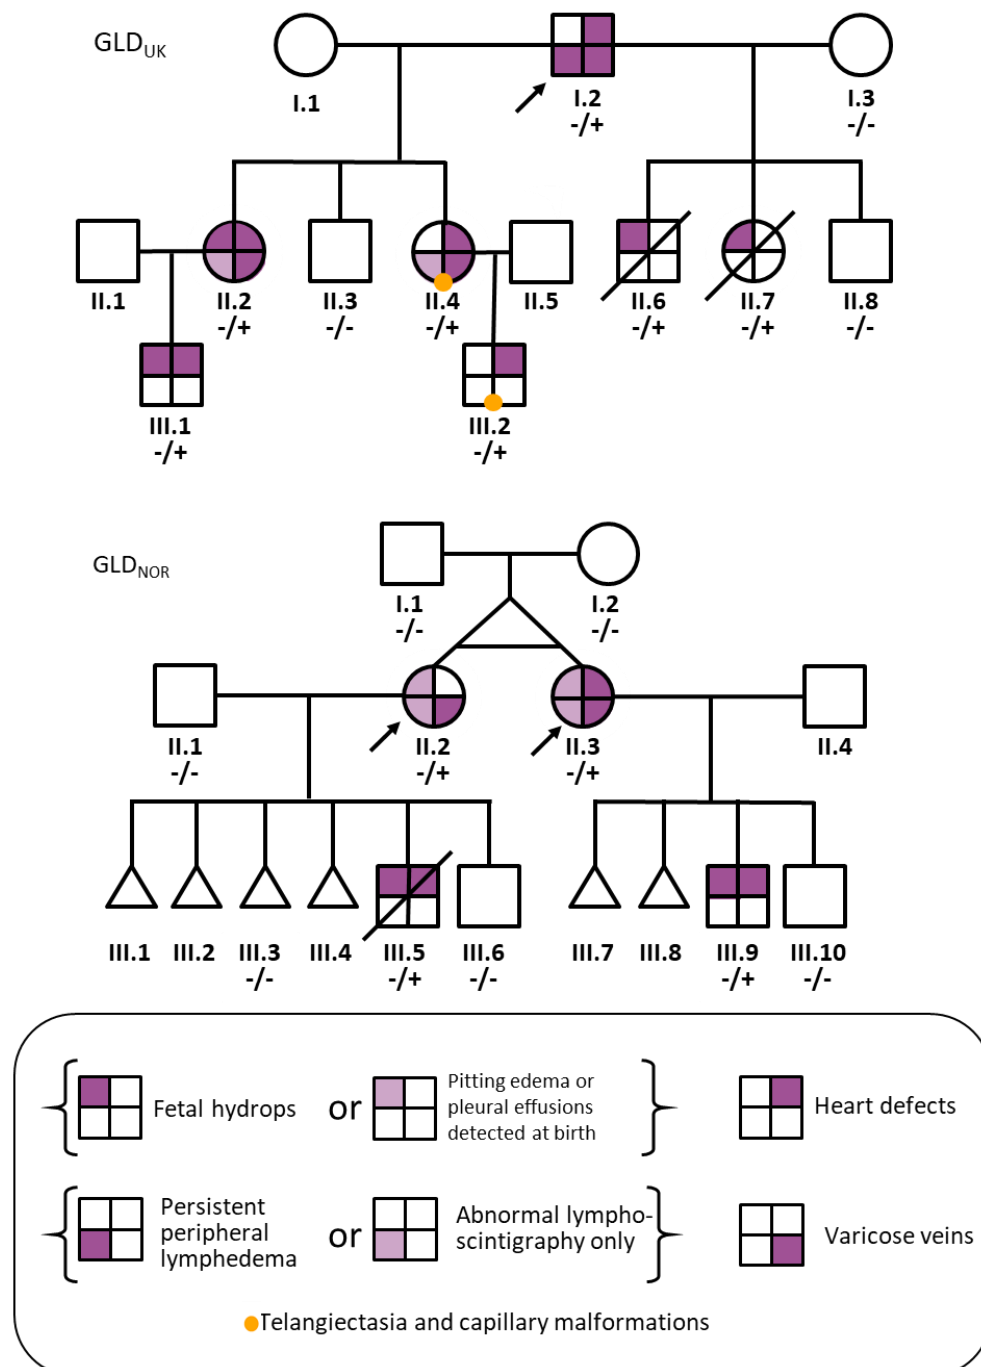 GLDUK
I.1
I.2
-/+
I.3
-/-
II.1
II.2
-/+
II.3
-/-
II.4
-/+
II.5
II.6
-/+
II.7
-/+
II.8
-/-
III.1
-/+
III.2
-/+
GLDNOR
I.1
-/-
I.2
-/-
II.1
-/-
II.2
-/+
II.3
-/+
II.4
III.1
III.2
III.3
-/-
III.4
III.5
-/+
III.6
-/-
III.7
III.8
III.9
-/+
III.10
-/-
Fetal hydrops
or
Pitting edema or
pleural effusions
detected at birth
Heart defects
Persistent
peripheral
lymphedema
or
Abnormal lympho-
scintigraphy only
Varicose veins
Telangiectasia and capillary malformations